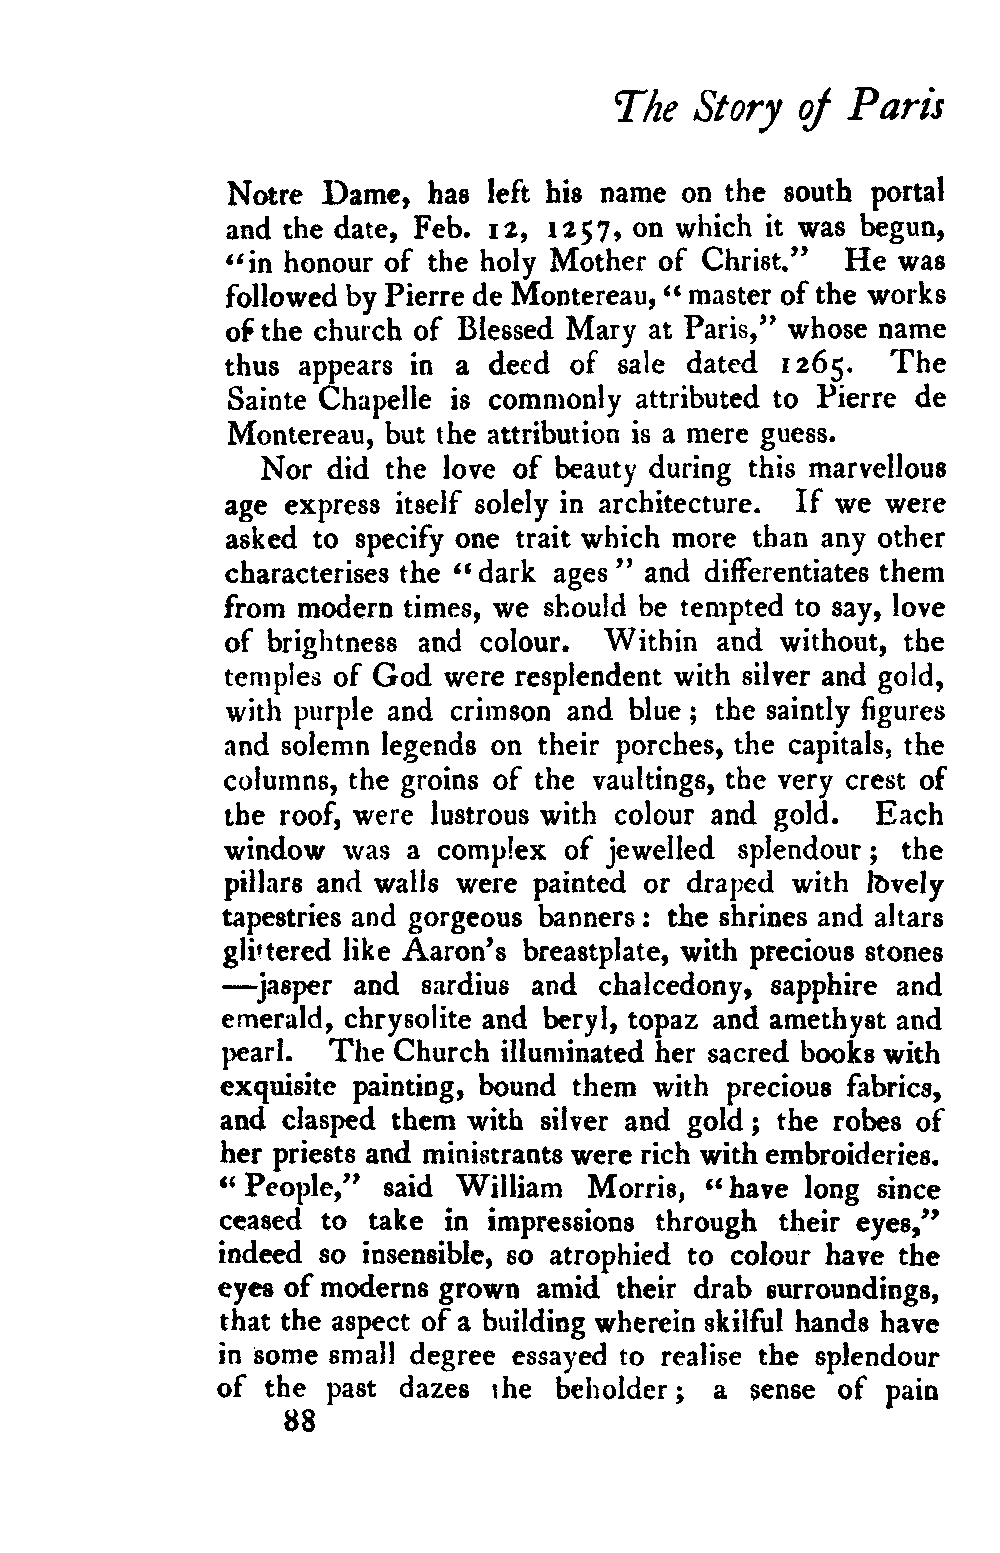 The Story of Paris
Notre Dame, has left his name on the south portal
and the date, Feb. 12, 1257, on which it was begun,
“in honour of the holy Mother of Christ.” He was
followed by Pierre de Montereau, “master of the works
of the church of Blessed Mary at Paris,” whose name
thus appears in a deed of sale dated 1265. The
Sainte Chapelle is commonly attributed to Pierre de
Montereau, but the attribution is a mere guess.
Nor did the love of beauty during this marvellous
age express itself solely in architecture. If we were
asked to specify one trait which more than any other
characterises the “dark ages” and differentiates them
from modern times, we should be tempted to say, love
of brightness and colour. Within and without, the
temples of God were resplendent with silver and gold,
with purple and crimson and blue; the saintly figures
and solemn legends on their porches, the capitals, the
columns, the groins of the vaultings, the very crest of
the roof, were lustrous with colour and gold. Each
window was a complex of jewelled splendour; the
pillars and walls were painted or draped with lovely
tapestries and gorgeous banners: the shrines and altars
glittered like Aaron’s breastplate, with precious stones
—jasper and sardius and chalcedony, sapphire and
emerald, chrysolite and beryl, topaz and amethyst and
pearl. The Church illuminated her sacred books with
exquisite painting, bound them with precious fabrics,
and clasped them with silver and gold; the robes of
her priests and ministrants were rich with embroideries.
“People,” said William Morris, “have long since
ceased to take in impressions through their eyes,”
indeed so insensible, so atrophied to colour have the
eyes of moderns grown amid their drab surroundings,
that the aspect of a building wherein skilful hands have
in some small degree essayed to realise the splendour
of the past dazes the beholder; a sense of pain
88